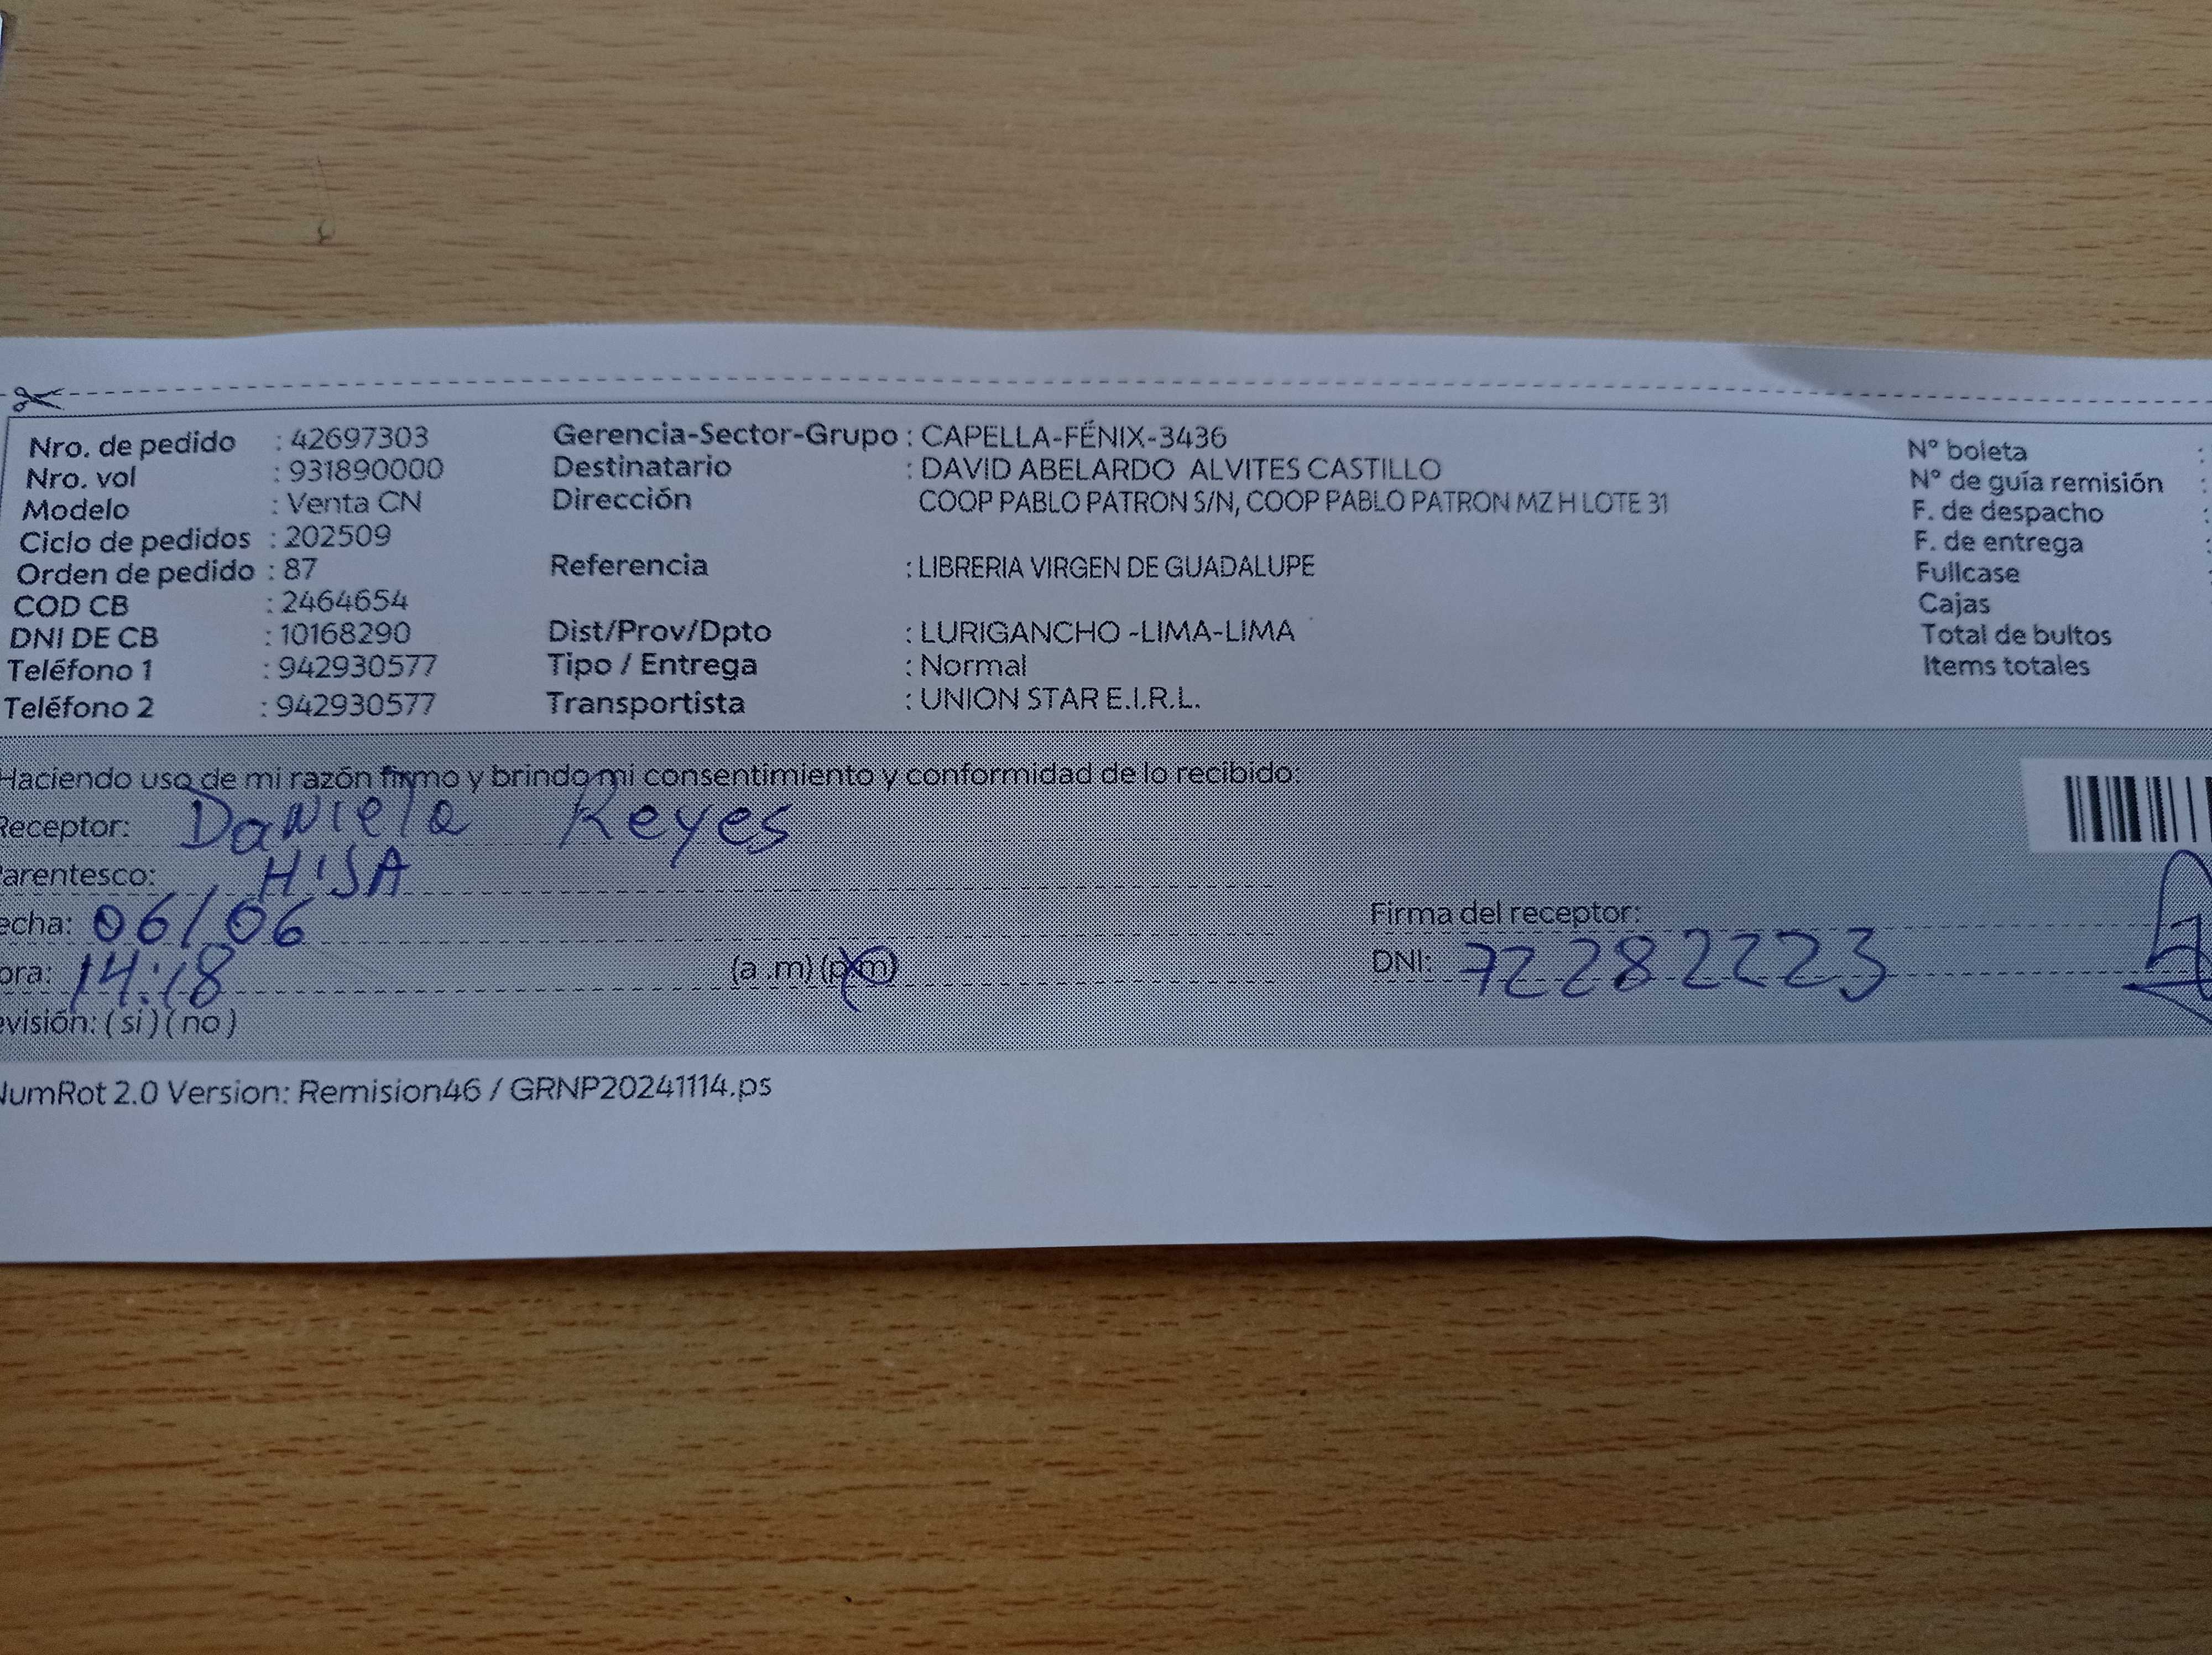 Nro. de pedido : 42697303 Gerencia-Sector-Grupo : CAPELLA-FÉNIX-3436 N° boleta :
Nro. vol : 931890000 Destinatario : DAVID ABELARDO ALVITES CASTILLO N° de guía remisión :
Modelo : Venta CN Dirección COOP PABLO PATRON S/N, COOP PABLO PATRON MZ H LOTE 31 F. de despacho :
Ciclo de pedidos : 202509 F. de entrega :
Orden de pedido : 87 Referencia : LIBRERIA VIRGEN DE GUADALUPE Fullcase
COD CB : 2464654 Cajas
DNI DE CB : 10168290 Dist/Prov/Dpto : LURIGANCHO -LIMA-LIMA Total de bultos
Teléfono 1 : 942930577 Tipo / Entrega : Normal Items totales
Teléfono 2 : 942930577 Transportista : UNION STAR E.I.R.L.
Haciendo uso de mi razón firmo y brindo mi consentimiento y conformidad de lo recibido:
Receptor: Daniela Reyes
arentesco: HIJA
echa: 06/06 Firma del receptor:
ora: 14:18 (a .m) (p.m) DNI: 72282223
evisión: ( si ) ( no )
NumRot 2.0 Version: Remision46 / GRNP20241114.ps